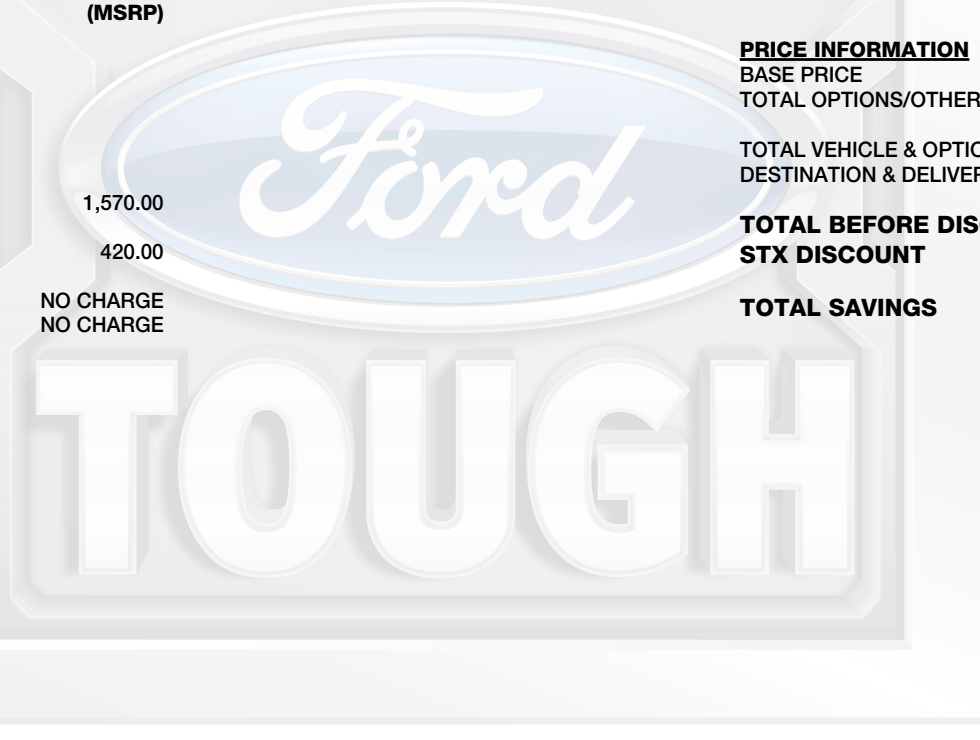 (MSRP)
1,570.00
420.00
NO CHARGE
NO CHARGE
Ford
TOUGH
PRICE INFORMATION
BASE PRICE
TOTAL OPTIONS/OTHER
TOTAL VEHICLE & OPTIO
DESTINATION & DELIVER
TOTAL BEFORE DIS
STX DISCOUNT
TOTAL SAVINGS